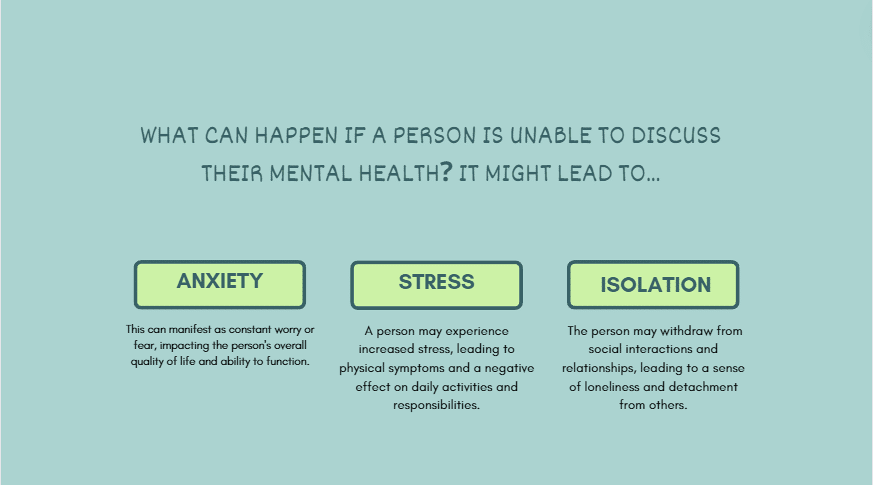 WHAT CAN HAPPEN IF A PERSON IS UNABLE TO DISCUSS
THEIR MENTAL HEALTH? IT MIGHT LEAD TO...
ANXIETY
This can manifest as constant worry or
fear, impacting the person's overall
quality of life and ability to function.
STRESS
A person may experience
increased stress, leading to
physical symptoms and a negative
effect on daily activities and
responsibilities.
ISOLATION
The person may withdraw from
social interactions and
relationships, leading to a sense
of loneliness and detachment
from others.